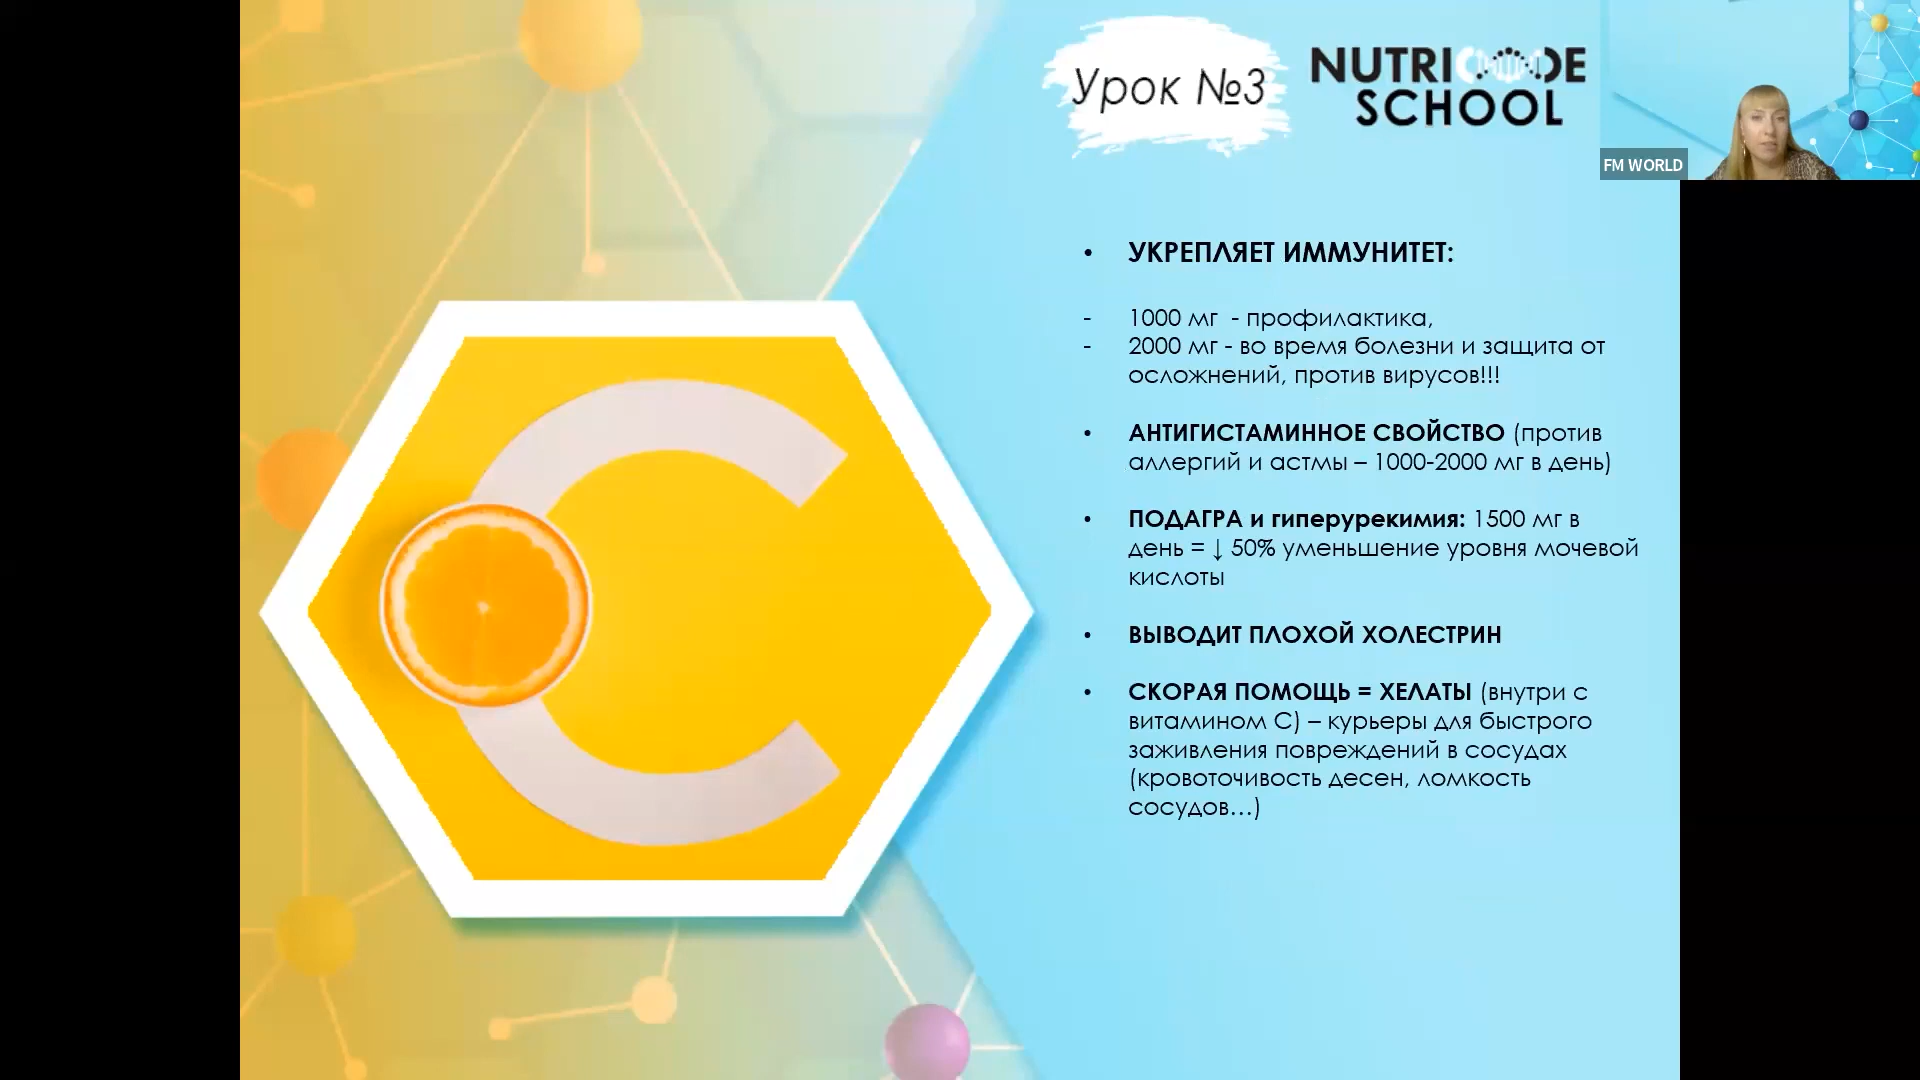 Урок №3
NUTRICODE
SCHOOL
FM WORLD
• УКРЕПЛЯЕТ ИММУНИТЕТ:
- 1000 мг - профилактика,
- 2000 мг - во время болезни и защита от
осложнений, против вирусов!!!
• АНТИГИСТАМИННОЕ СВОЙСТВО (против
аллергий и астмы – 1000-2000 мг в день)
• ПОДАГРА и гиперурекимия: 1500 мг в
день = ↓ 50% уменьшение уровня мочевой
кислоты
• ВЫВОДИТ ПЛОХОЙ ХОЛЕСТРИН
• СКОРАЯ ПОМОЩЬ = ХЕЛАТЫ (внутри с
витамином С) – курьеры для быстрого
заживления повреждений в сосудах
(кровоточивость десен, ломкость
сосудов...)
C